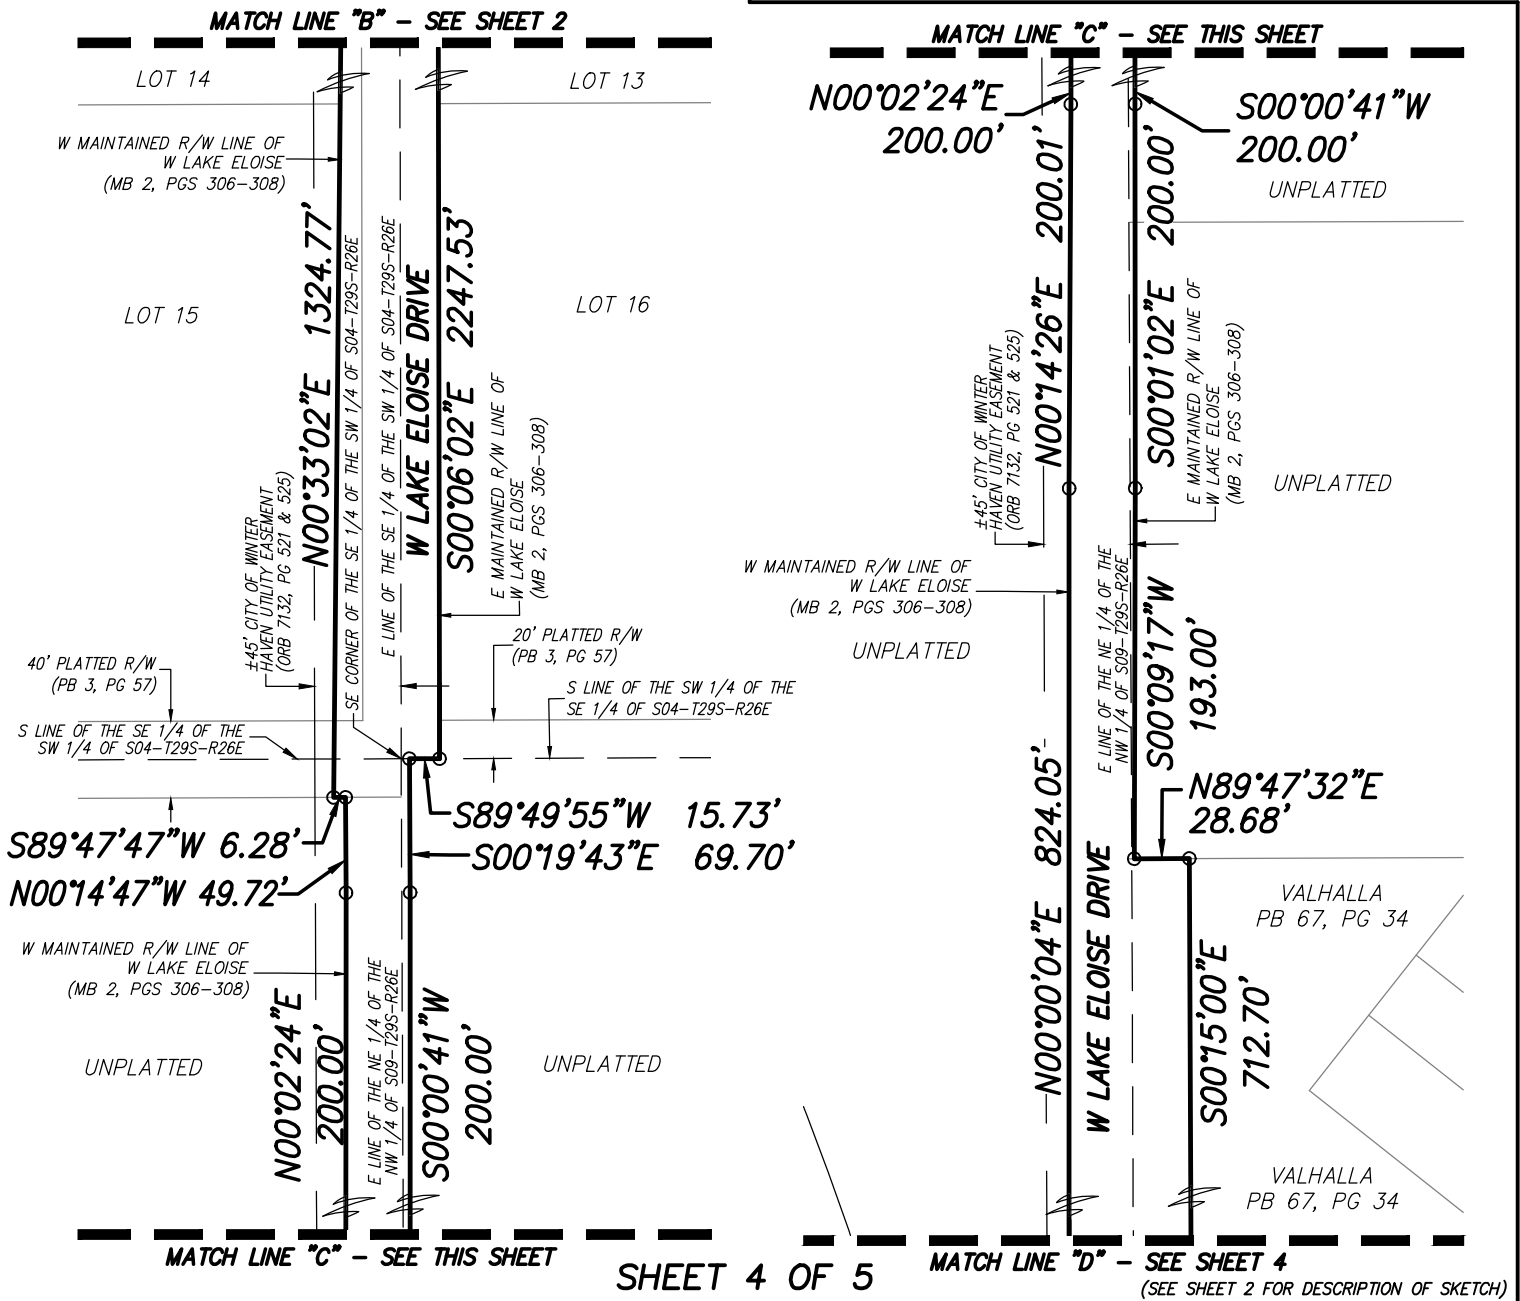 MATCH LINE "B" - SEE SHEET 2
LOT 14
LOT 13
W MAINTAINED R/W LINE OF
W LAKE ELOISE
(MB 2, PGS 306-308)
LOT 15
LOT 16
N00°33'02"E 1324.77'
SE CORNER OF THE SE 1/4 OF THE SW 1/4 OF S04-T29S-R26E
E LINE OF THE SE 1/4 OF THE SW 1/4 OF S04-T29S-R26E
W LAKE ELOISE DRIVE
S00°06'02"E 2247.53'
E MAINTAINED R/W LINE OF
W LAKE ELOISE
(MB 2, PGS 306-308)
±45' CITY OF WINTER
HAVEN UTILITY EASEMENT
(ORB 7132, PG 521 & 525)
40' PLATTED R/W
(PB 3, PG 57)
20' PLATTED R/W
(PB 3, PG 57)
S LINE OF THE SE 1/4 OF THE
SW 1/4 OF S04-T29S-R26E
S LINE OF THE SW 1/4 OF THE
SE 1/4 OF S04-T29S-R26E
S89°47'47"W 6.28'
N00°14'47"W 49.72'
S89°49'55"W 15.73'
S00°19'43"E 69.70'
W MAINTAINED R/W LINE OF
W LAKE ELOISE
(MB 2, PGS 306-308)
UNPLATTED
N00°02'24"E
200.00'
E LINE OF THE NE 1/4 OF THE
NW 1/4 OF S09-T29S-R26E
S00°00'41"W
200.00'
UNPLATTED
MATCH LINE "C" - SEE THIS SHEET
MATCH LINE "C" - SEE THIS SHEET
N00°02'24"E
200.00'
S00°00'41"W
200.00'
UNPLATTED
N00°14'26"E 200.01'
S00°01'02"E 200.00'
±45' CITY OF WINTER
HAVEN UTILITY EASEMENT
(ORB 7132, PG 521 & 525)
E MAINTAINED R/W LINE OF
W LAKE ELOISE
(MB 2, PGS 306-308)
UNPLATTED
W MAINTAINED R/W LINE OF
W LAKE ELOISE
(MB 2, PGS 306-308)
UNPLATTED
E LINE OF THE NE 1/4 OF THE
NW 1/4 OF S09-T29S-R26E
S00°09'17"W
193.00'
N89°47'32"E
28.68'
N00°00'04"E 824.05'
W LAKE ELOISE DRIVE
VALHALLA
PB 67, PG 34
S00°15'00"E
712.70'
VALHALLA
PB 67, PG 34
MATCH LINE "D" - SEE SHEET 4
SHEET 4 OF 5
(SEE SHEET 2 FOR DESCRIPTION OF SKETCH)